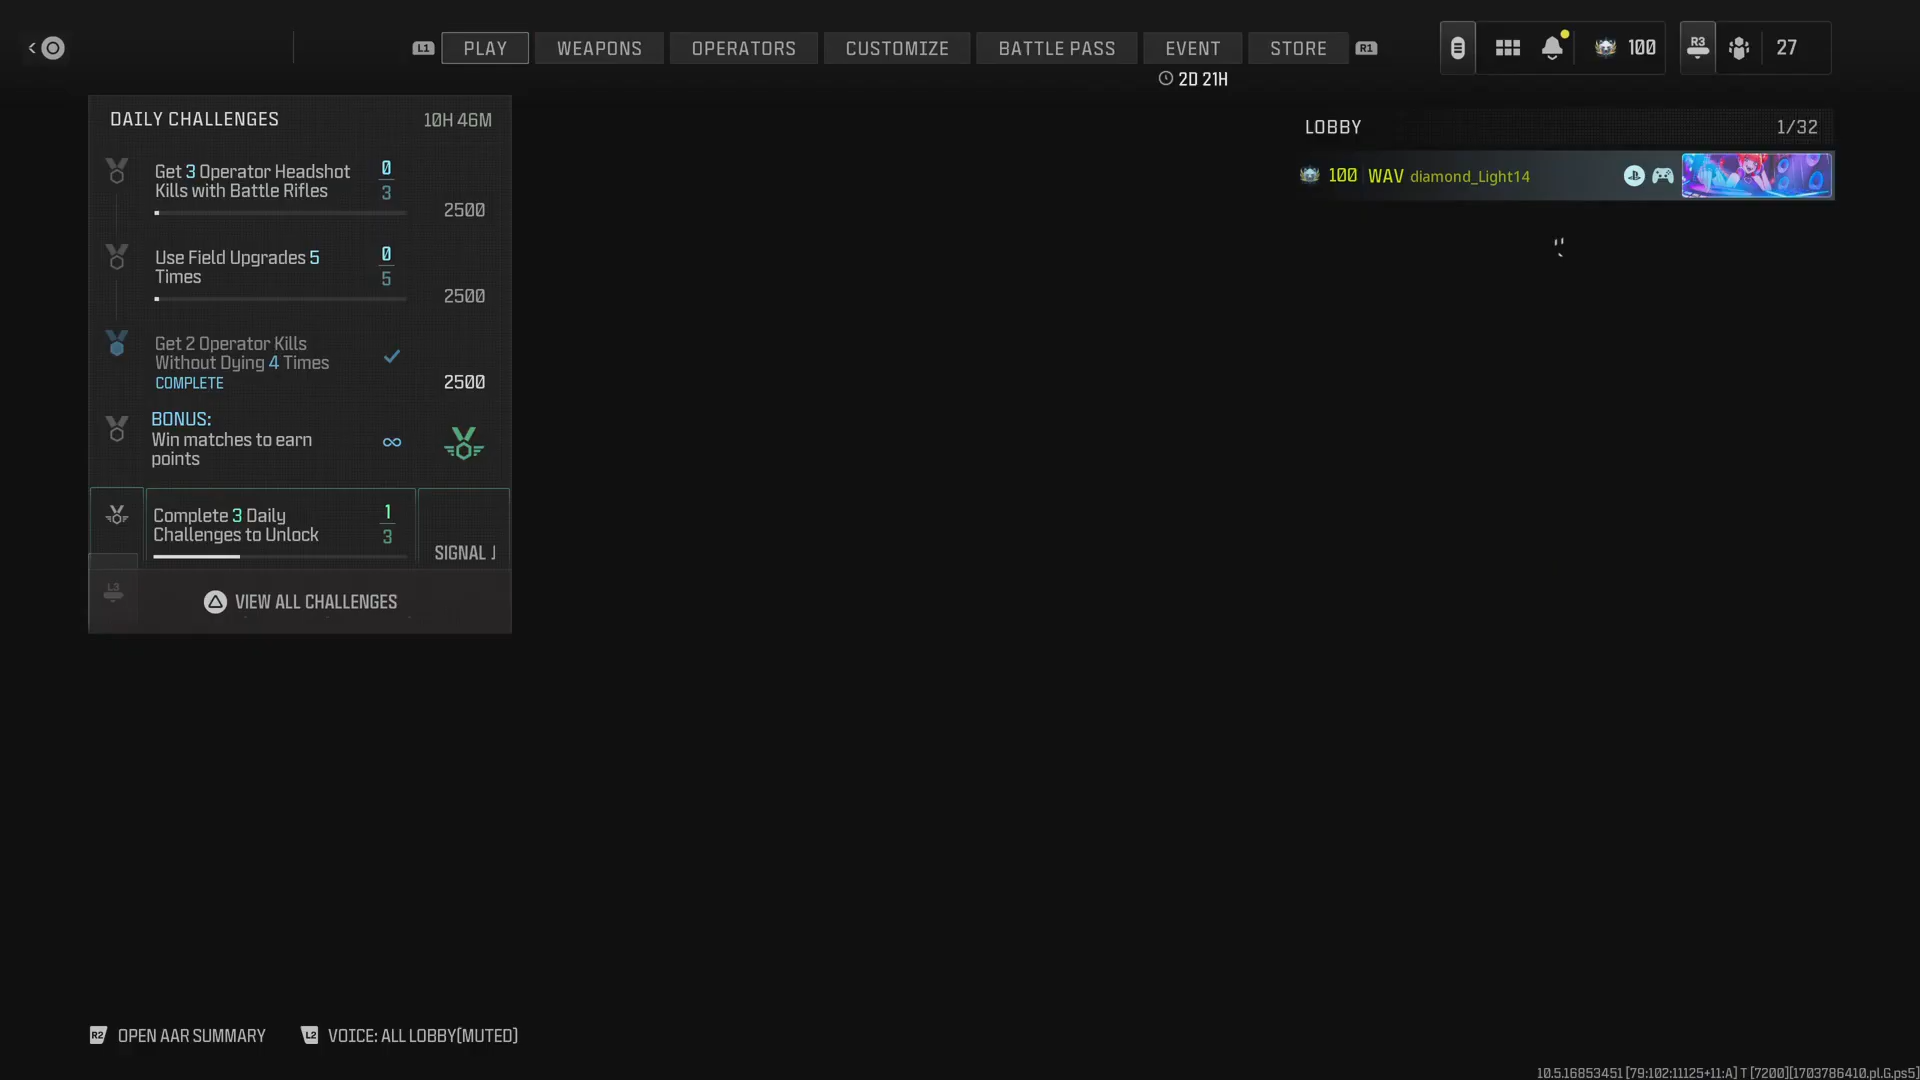 L1 PLAY WEAPONS OPERATORS CUSTOMIZE BATTLE PASS EVENT STORE R1 100 R3 27
2D 21H
DAILY CHALLENGES 10H 46M
Get 3 Operator Headshot
Kills with Battle Rifles
0
3
2500
Use Field Upgrades 5
Times
0
5
2500
Get 2 Operator Kills
Without Dying 4 Times
COMPLETE
2500
BONUS:
Win matches to earn
points
∞
Complete 3 Daily
Challenges to Unlock
1
3
SIGNAL J
L3
VIEW ALL CHALLENGES
LOBBY 1/32
100 WAV diamond_Light14
R2 OPEN AAR SUMMARY L2 VOICE: ALL LOBBY(MUTED)
10.5.16853451 [79:102:11125+11:A] T [7200][1703786410.pl.G.ps5]